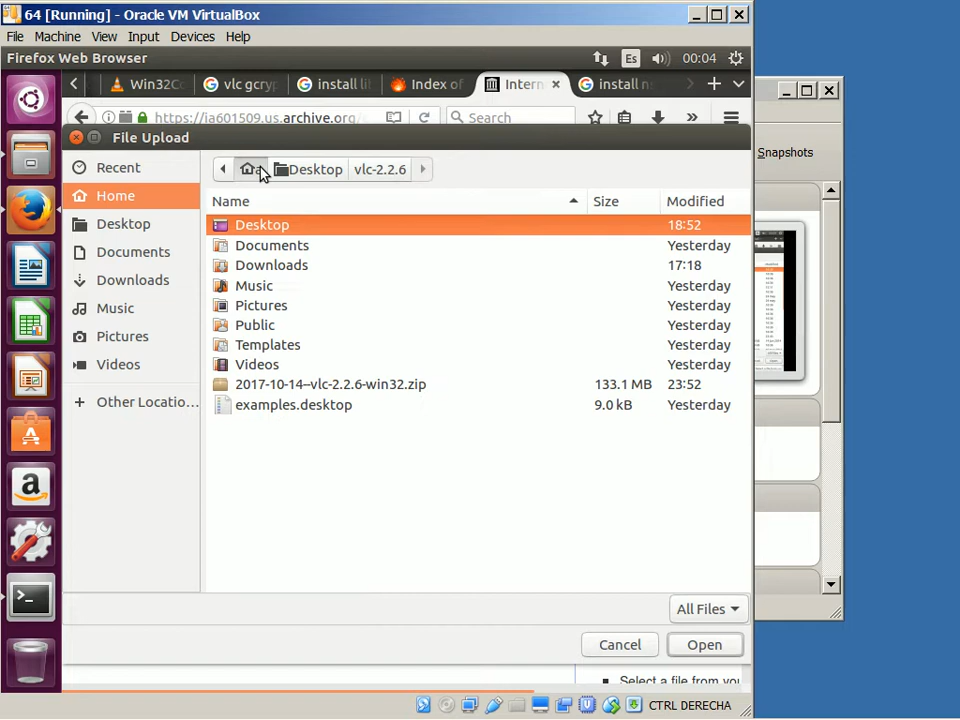 64 [Running] - Oracle VM VirtualBox
File Machine View Input Devices Help
Firefox Web Browser Es 00:04
Win32C vlc gcryp install li Index of Intern install n
https://ia601509.us.archive.org/ Search
File Upload
Snapshots
Recent
Home
Desktop
Documents
Downloads
Music
Pictures
Videos
Other Locatio...
Desktop vlc-2.2.6
Name Size Modified
Desktop 18:52
Documents Yesterday
Downloads 17:18
Music Yesterday
Pictures Yesterday
Public Yesterday
Templates Yesterday
Videos Yesterday
2017-10-14--vlc-2.2.6-win32.zip 133.1 MB 23:52
examples.desktop 9.0 kB Yesterday
All Files
Cancel Open
Select a file from you
CTRL DERECHA